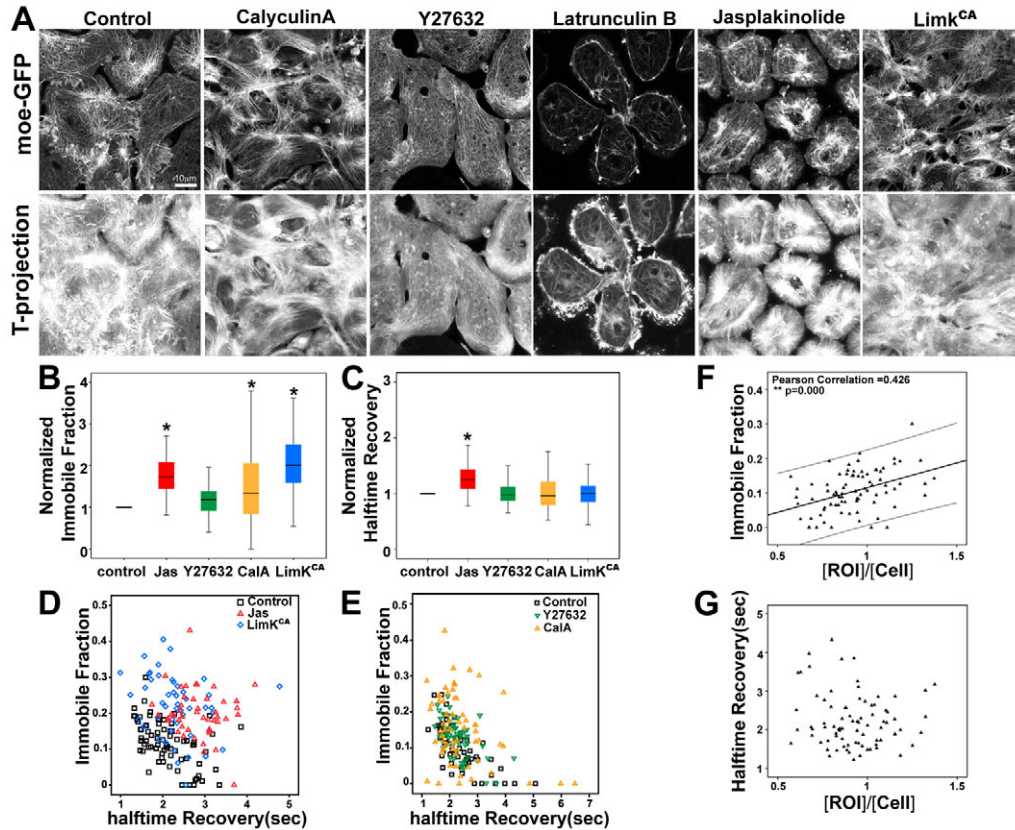 A
Control
CalyculinA
Y27632
Latrunculin B
Jasplakinolide
Limk^CA
moe-GFP
10μm
T-projection
B
Normalized
Immobile Fraction
4
3
2
1
0
*
*
*
control
Jas
Y27632
CalA
LimK^CA
C
Normalized
Halftime Recovery
3
2
1
0
*
control
Jas
Y27632
CalA
LimK^CA
F
Pearson Correlation =0.426
** p=0.000
Immobile Fraction
0.4
0.3
0.2
0.1
0.0
0.5
1
1.5
[ROI]/[Cell]
D
Control
Jas
LimK^CA
Immobile Fraction
0.5
0.4
0.3
0.2
0.1
0
1
2
3
4
5
halftime Recovery(sec)
E
Control
Y27632
CalA
Immobile Fraction
0.5
0.4
0.3
0.2
0.1
0
1
2
3
4
5
6
7
halftime Recovery(sec)
G
Halftime Recovery(sec)
5
4
3
2
1
0.5
1
1.5
[ROI]/[Cell]